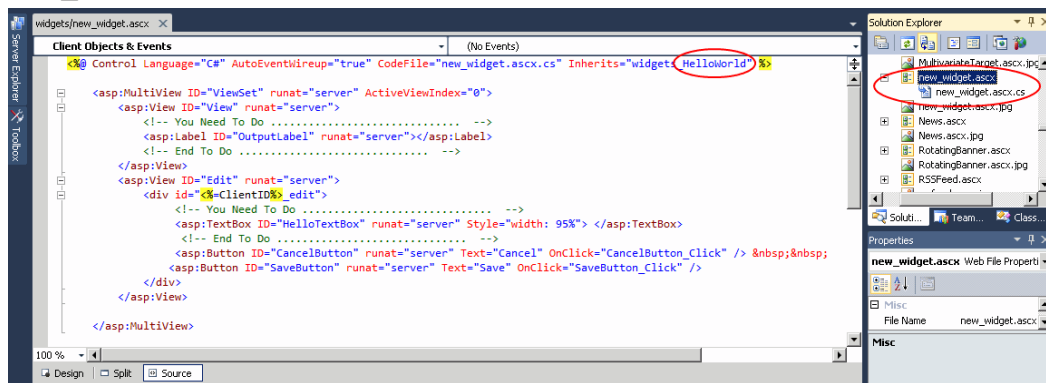 widgets/new_widget.ascx
Client Objects & Events
(No Events)
<%@ Control Language="C#" AutoEventWireup="true" CodeFile="new_widget.ascx.cs" Inherits="widgets_HelloWorld" %>
<asp:MultiView ID="ViewSet" runat="server" ActiveViewIndex="0">
<asp:View ID="View" runat="server">
<!-- You Need To Do .............................. -->
<asp:Label ID="OutputLabel" runat="server"></asp:Label>
<!-- End To Do ............................. -->
</asp:View>
<asp:View ID="Edit" runat="server">
<div id="<%=ClientID%>_edit">
<!-- You Need To Do .............................. -->
<asp:TextBox ID="HelloTextBox" runat="server" Style="width: 95%"> </asp:TextBox>
<!-- End To Do .............................. -->
<asp:Button ID="CancelButton" runat="server" Text="Cancel" OnClick="CancelButton_Click" /> &nbsp;&nbsp;
<asp:Button ID="SaveButton" runat="server" Text="Save" OnClick="SaveButton_Click" />
</div>
</asp:View>
</asp:MultiView>
100 %
Design
Split
Source
Server Explorer
Toolbox
Solution Explorer
MultivariateTarget.ascx.jpg
new_widget.ascx
new_widget.ascx.cs
new_widget.ascx.jpg
News.ascx
News.ascx.jpg
RotatingBanner.ascx
RotatingBanner.ascx.jpg
RSSFeed.ascx
Soluti...
Team...
Class...
Properties
new_widget.ascx Web File Properti
Misc
File Name new_widget.ascx
Misc